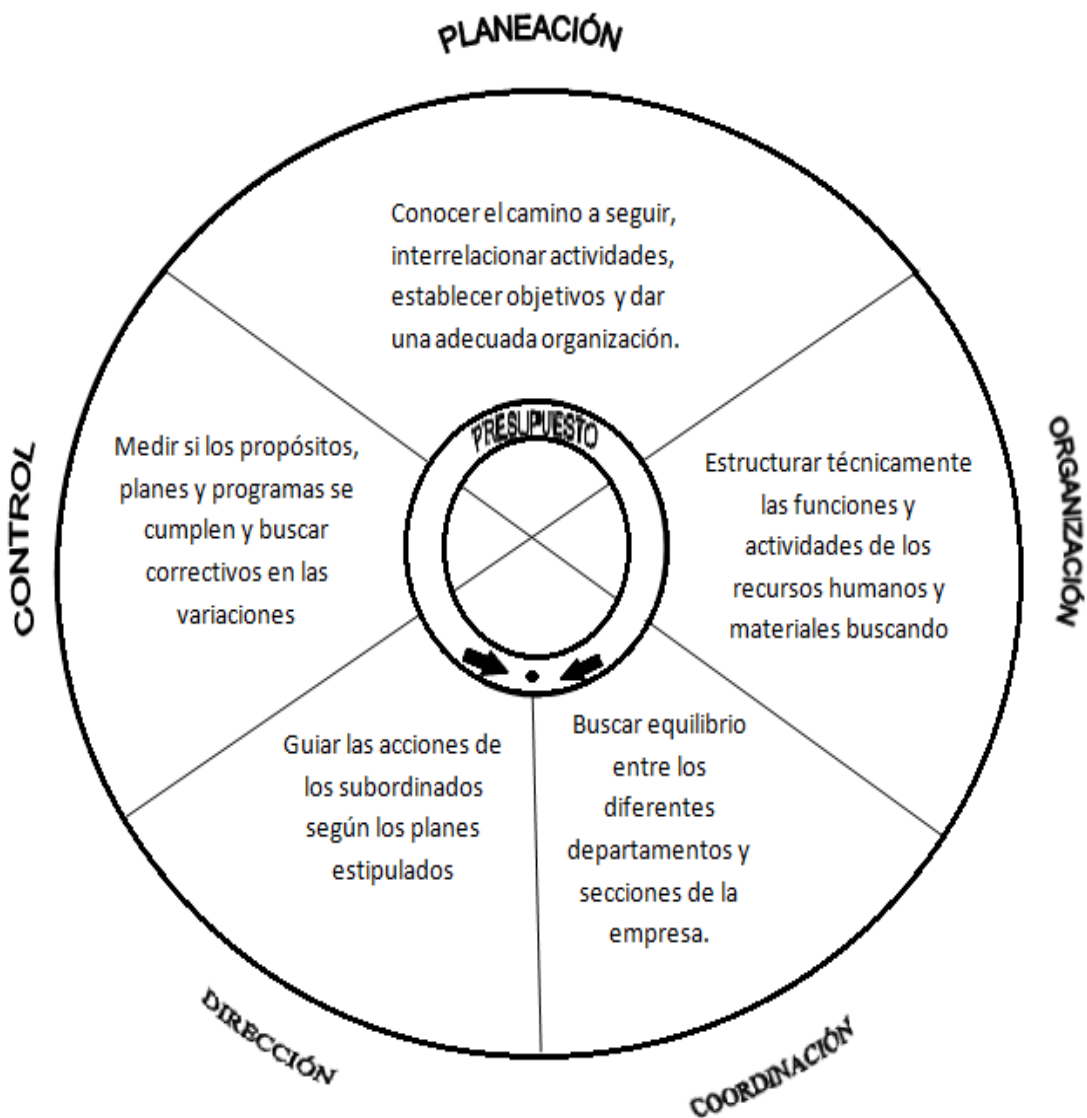 PLANEACIÓN
Conocer el camino a seguir,
interrelacionar actividades,
establecer objetivos y dar
una adecuada organización.
PRESUPUESTO
CONTROL
Medir si los propósitos,
planes y programas se
cumplen y buscar
correctivos en las
variaciones
ORGANIZACIÓN
Estructurar técnicamente
las funciones y
actividades de los
recursos humanos y
materiales buscando
Guiar las acciones de
los subordinados
según los planes
estipulados
Buscar equilibrio
entre los
diferentes
departamentos y
secciones de la
empresa.
DIRECCIÓN
COORDINACIÓN